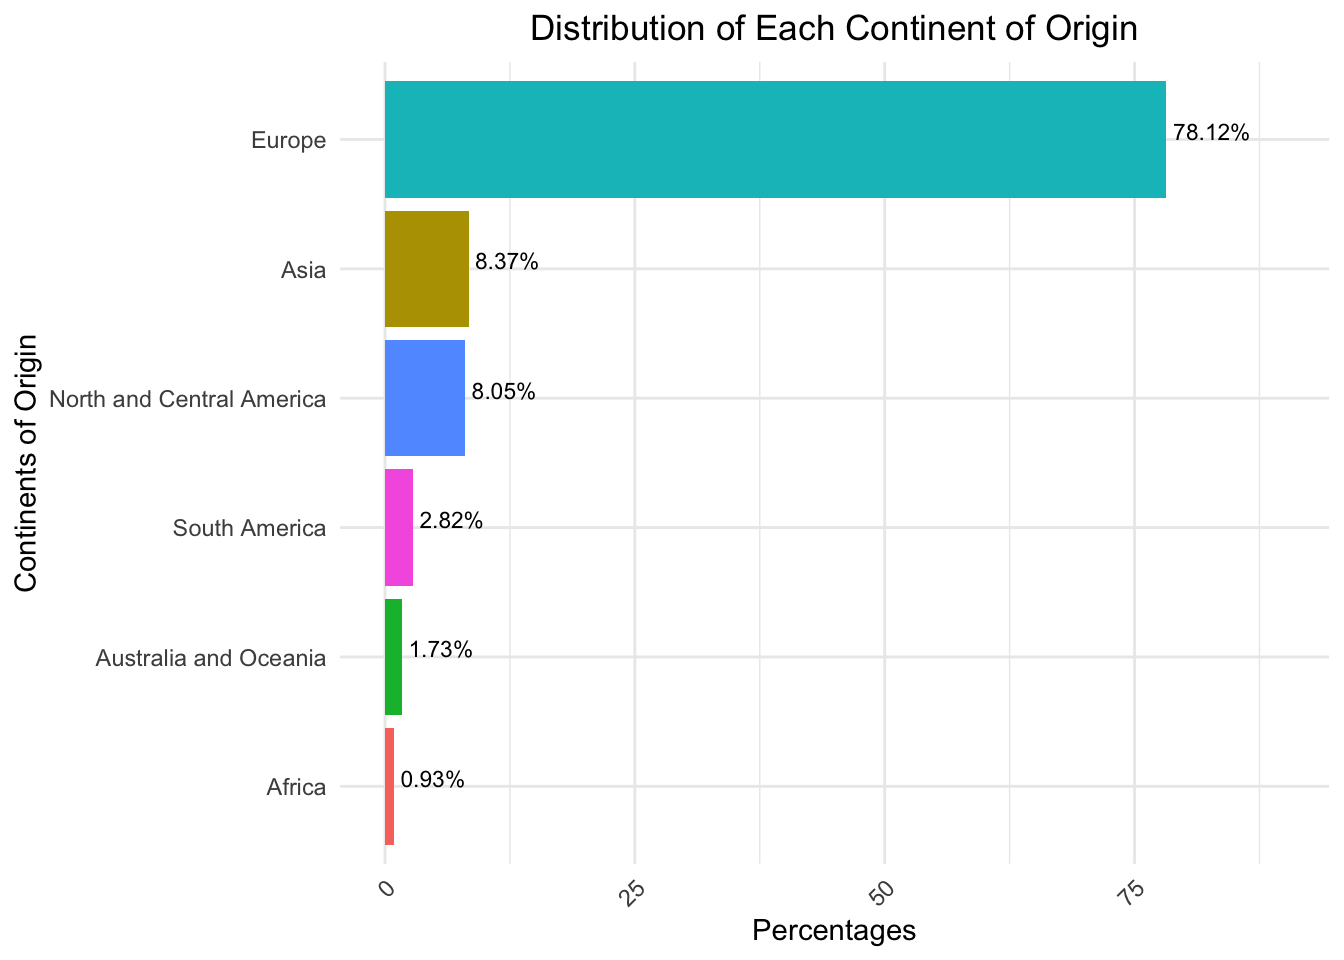 Distribution of Each Continent of Origin
Europe
78.12%
Asia
8.37%
North and Central America
8.05%
South America
2.82%
Australia and Oceania
1.73%
Africa
0.93%
Continents of Origin
0
25
50
75
Percentages